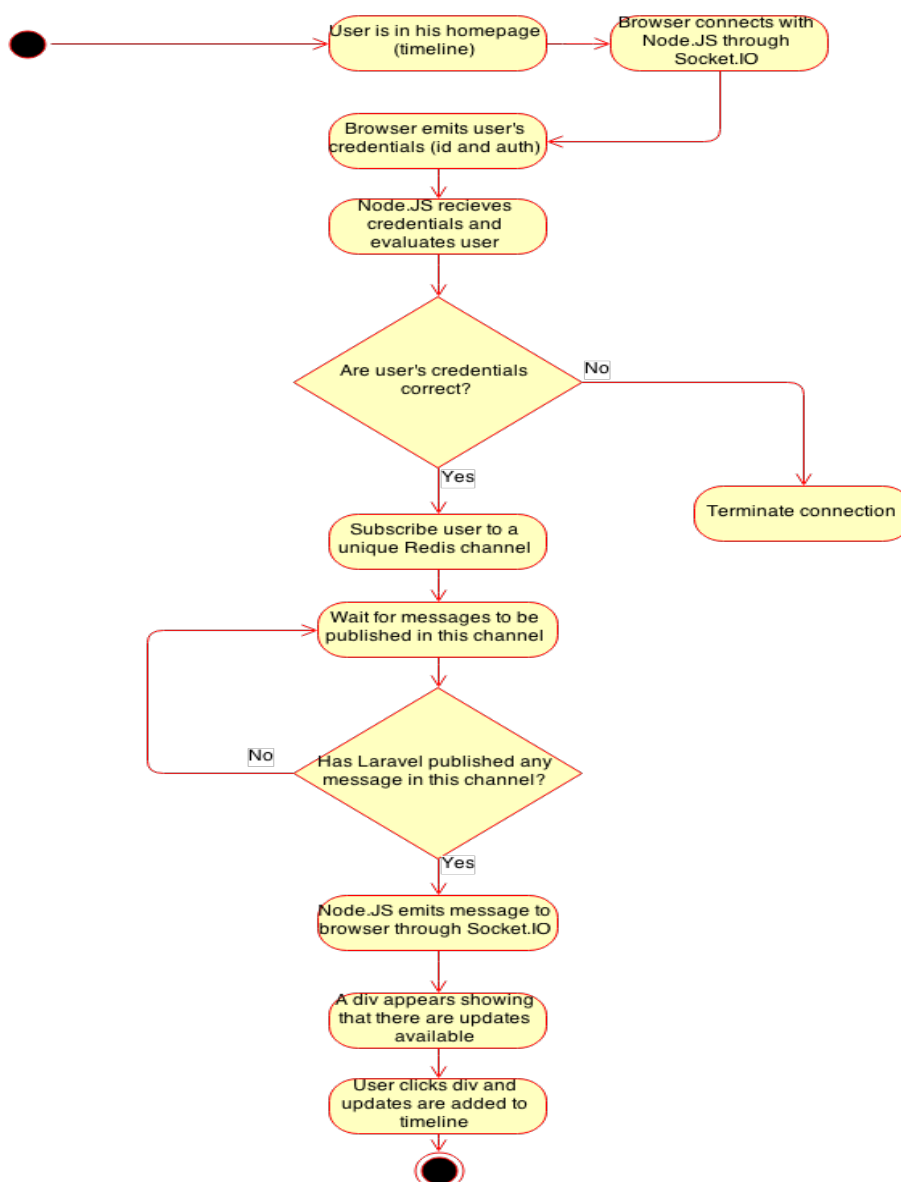 User is in his homepage
(timeline)
Browser connects with
Node.JS through
Socket.IO
Browser emits user's
credentials (id and auth)
Node.JS recieves
credentials and
evaluates user
Are user's credentials
correct?
No
Yes
Terminate connection
Subscribe user to a
unique Redis channel
Wait for messages to be
published in this channel
Has Laravel published any
message in this channel?
No
Yes
Node.JS emits message to
browser through Socket.IO
A div appears showing
that there are updates
available
User clicks div and
updates are added to
timeline